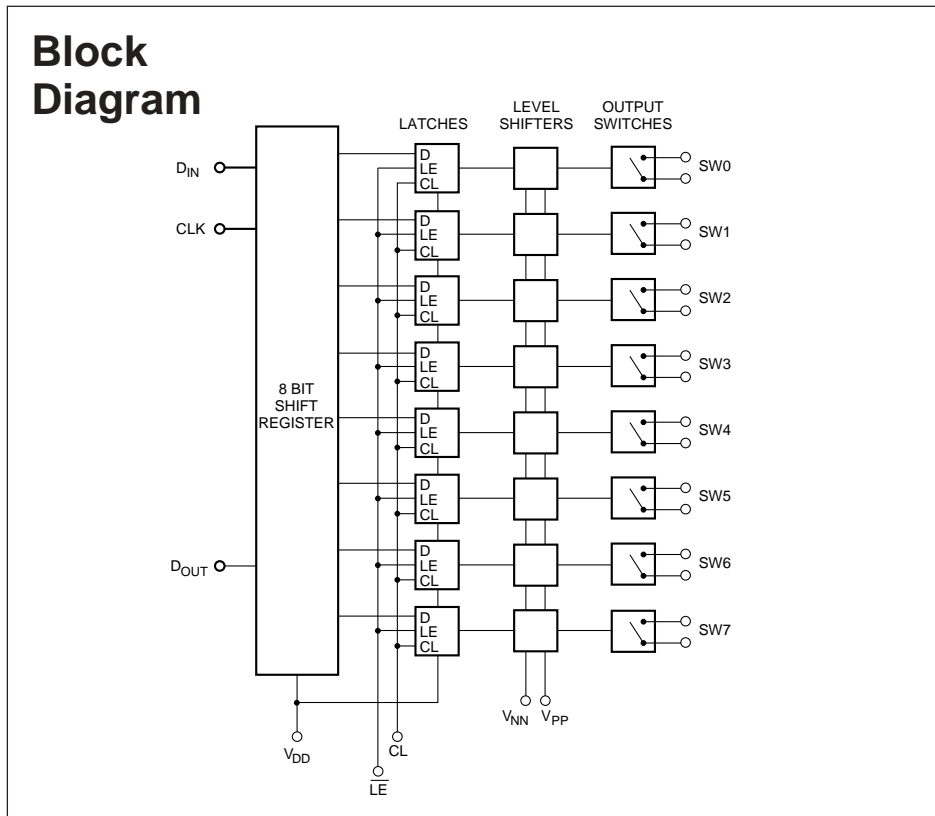 Block
Diagram
LATCHES
LEVEL
SHIFTERS
OUTPUT
SWITCHES
DIN
CLK
DOUT
8 BIT
SHIFT
REGISTER
D
LE
CL
SW0
D
LE
CL
SW1
D
LE
CL
SW2
D
LE
CL
SW3
D
LE
CL
SW4
D
LE
CL
SW5
D
LE
CL
SW6
D
LE
CL
SW7
VDD
LE
CL
VNN
VPP